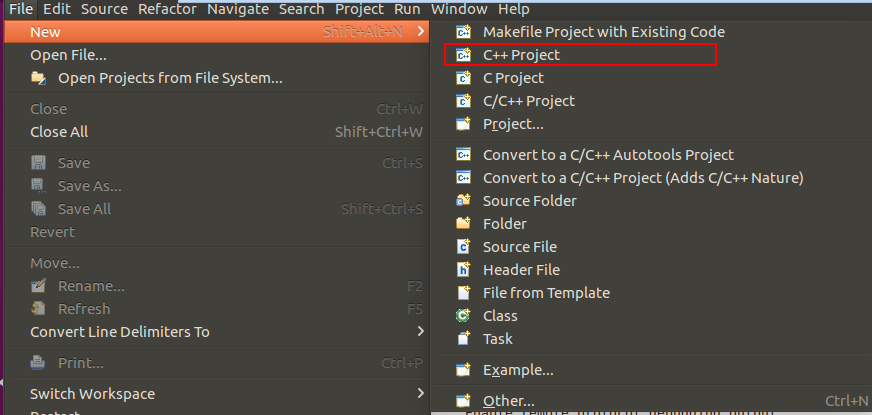 File Edit Source Refactor Navigate Search Project Run Window Help
New Shift+Alt+N
Open File...
Open Projects from File System...
Close Ctrl+W
Close All Shift+Ctrl+W
Save Ctrl+S
Save As...
Save All Shift+Ctrl+S
Revert
Move...
Rename... F2
Refresh F5
Convert Line Delimiters To
Print... Ctrl+P
Switch Workspace
Makefile Project with Existing Code
C++ Project
C Project
C/C++ Project
Project...
Convert to a C/C++ Autotools Project
Convert to a C/C++ Project (Adds C/C++ Nature)
Source Folder
Folder
Source File
Header File
File from Template
Class
Task
Example...
Other... Ctrl+N